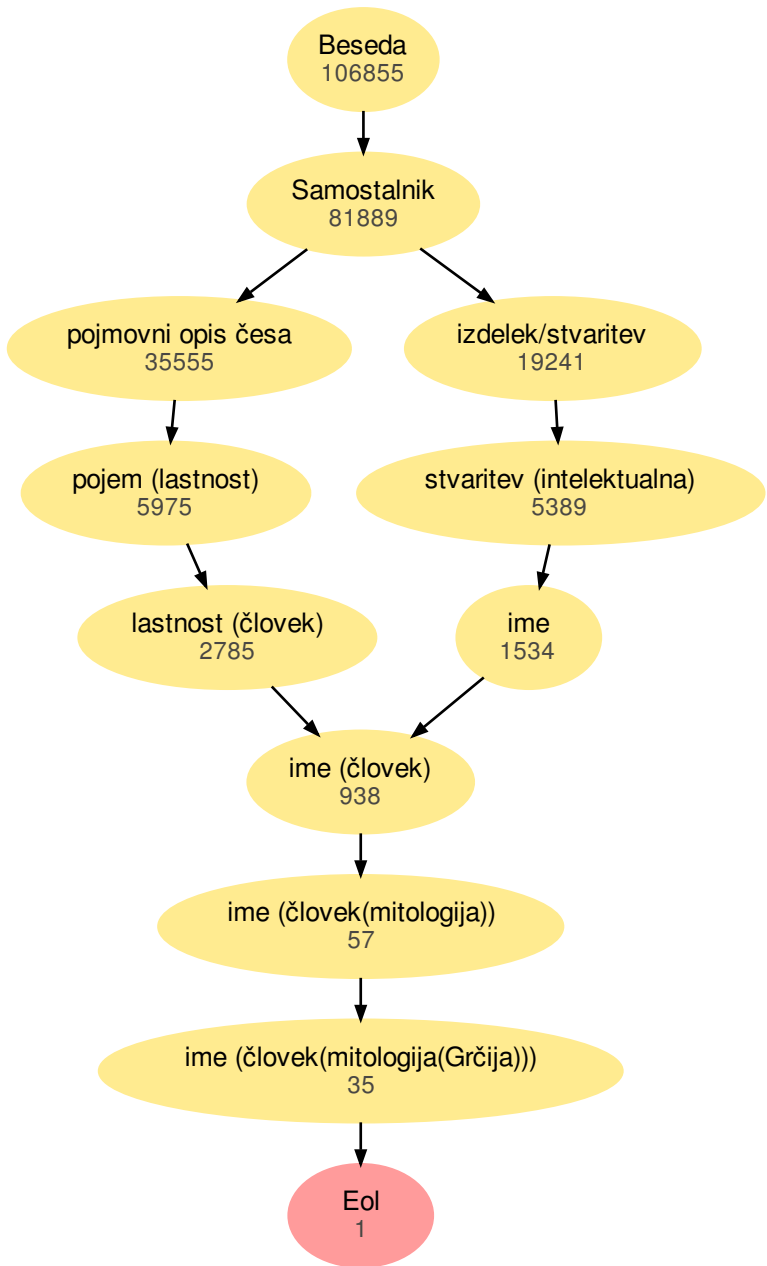 Beseda
106855
Samostalnik
81889
pojmovni opis česa
35555
izdelek/stvaritev
19241
pojem (lastnost)
5975
stvaritev (intelektualna)
5389
lastnost (človek)
2785
ime
1534
ime (človek)
938
ime (človek(mitologija))
57
ime (človek(mitologija(Grčija)))
35
Eol
1